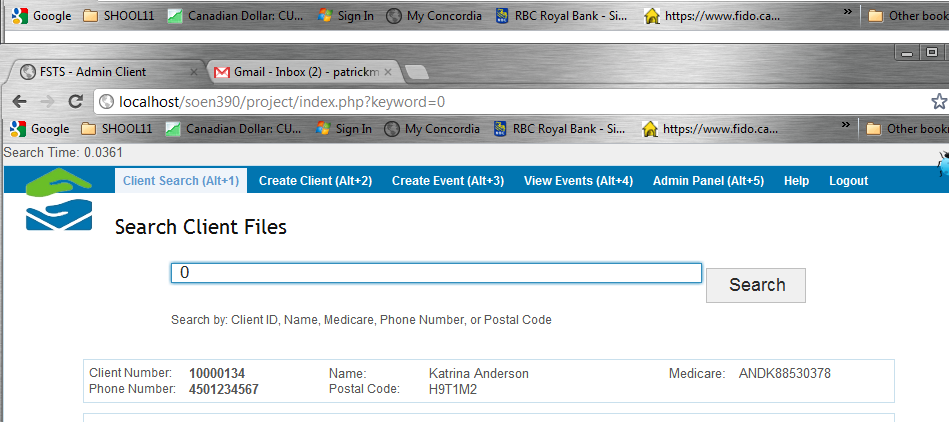 Google SHOOL11 Canadian Dollar: CU... Sign In My Concordia RBC Royal Bank - Si... https://www.fido.ca... » Other book
FSTS - Admin Client × Gmail - Inbox (2) - patrickm ×
localhost/soen390/project/index.php?keyword=0
Google SHOOL11 Canadian Dollar: CU... Sign In My Concordia RBC Royal Bank - Si... https://www.fido.ca... » Other book
Search Time: 0.0361
Client Search (Alt+1) Create Client (Alt+2) Create Event (Alt+3) View Events (Alt+4) Admin Panel (Alt+5) Help Logout
Search Client Files
0
Search
Search by: Client ID, Name, Medicare, Phone Number, or Postal Code
Client Number: 10000134 Name: Katrina Anderson Medicare: ANDK88530378
Phone Number: 4501234567 Postal Code: H9T1M2